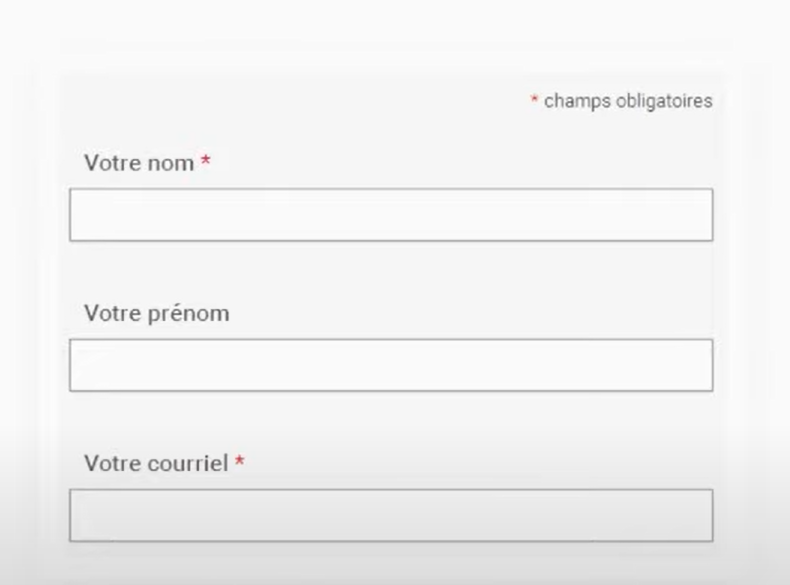 * champs obligatoires
Votre nom *
Votre prénom
Votre courriel *